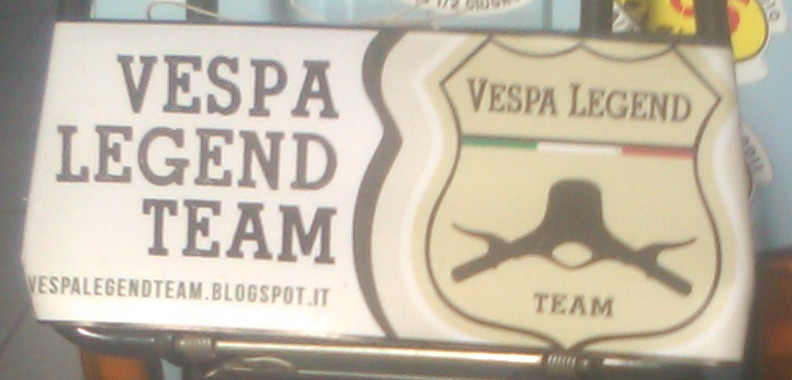 VESPA
LEGEND
TEAM
VESPALEGENDTEAM.BLOGSPOT.IT
VESPA LEGEND
TEAM